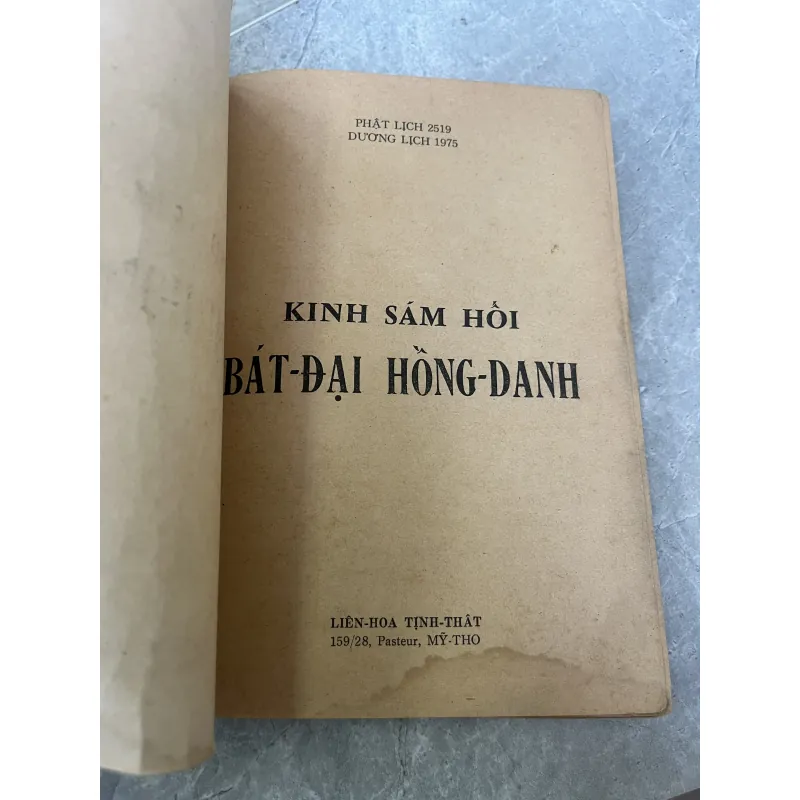 PHẬT LỊCH 2519
DƯƠNG LỊCH 1975
KINH SÁM HỐI
BÁT-ĐẠI HỒNG-DANH
LIÊN-HOA TỊNH-THẤT
159/28, Pasteur, MỸ-THO